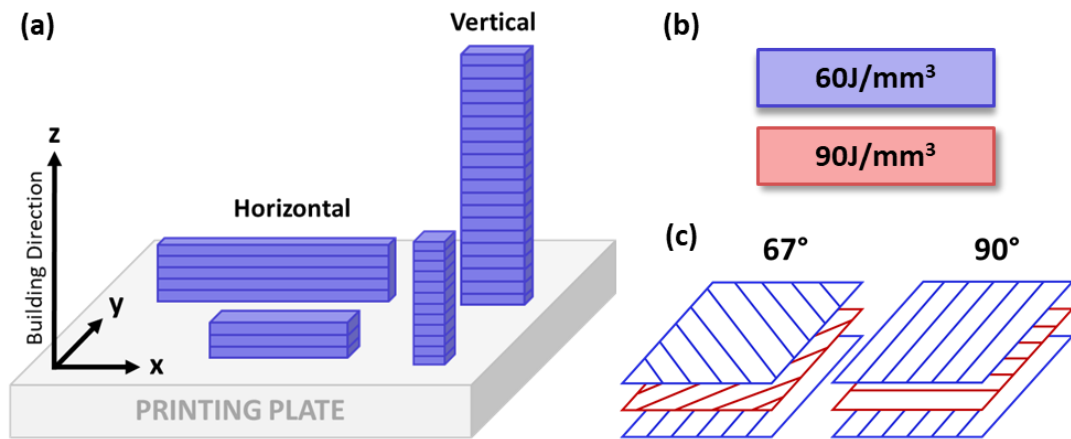 (a)
Vertical
Horizontal
Building Direction
z
y
x
PRINTING PLATE
(b)
60J/mm³
90J/mm³
(c)
67°
90°